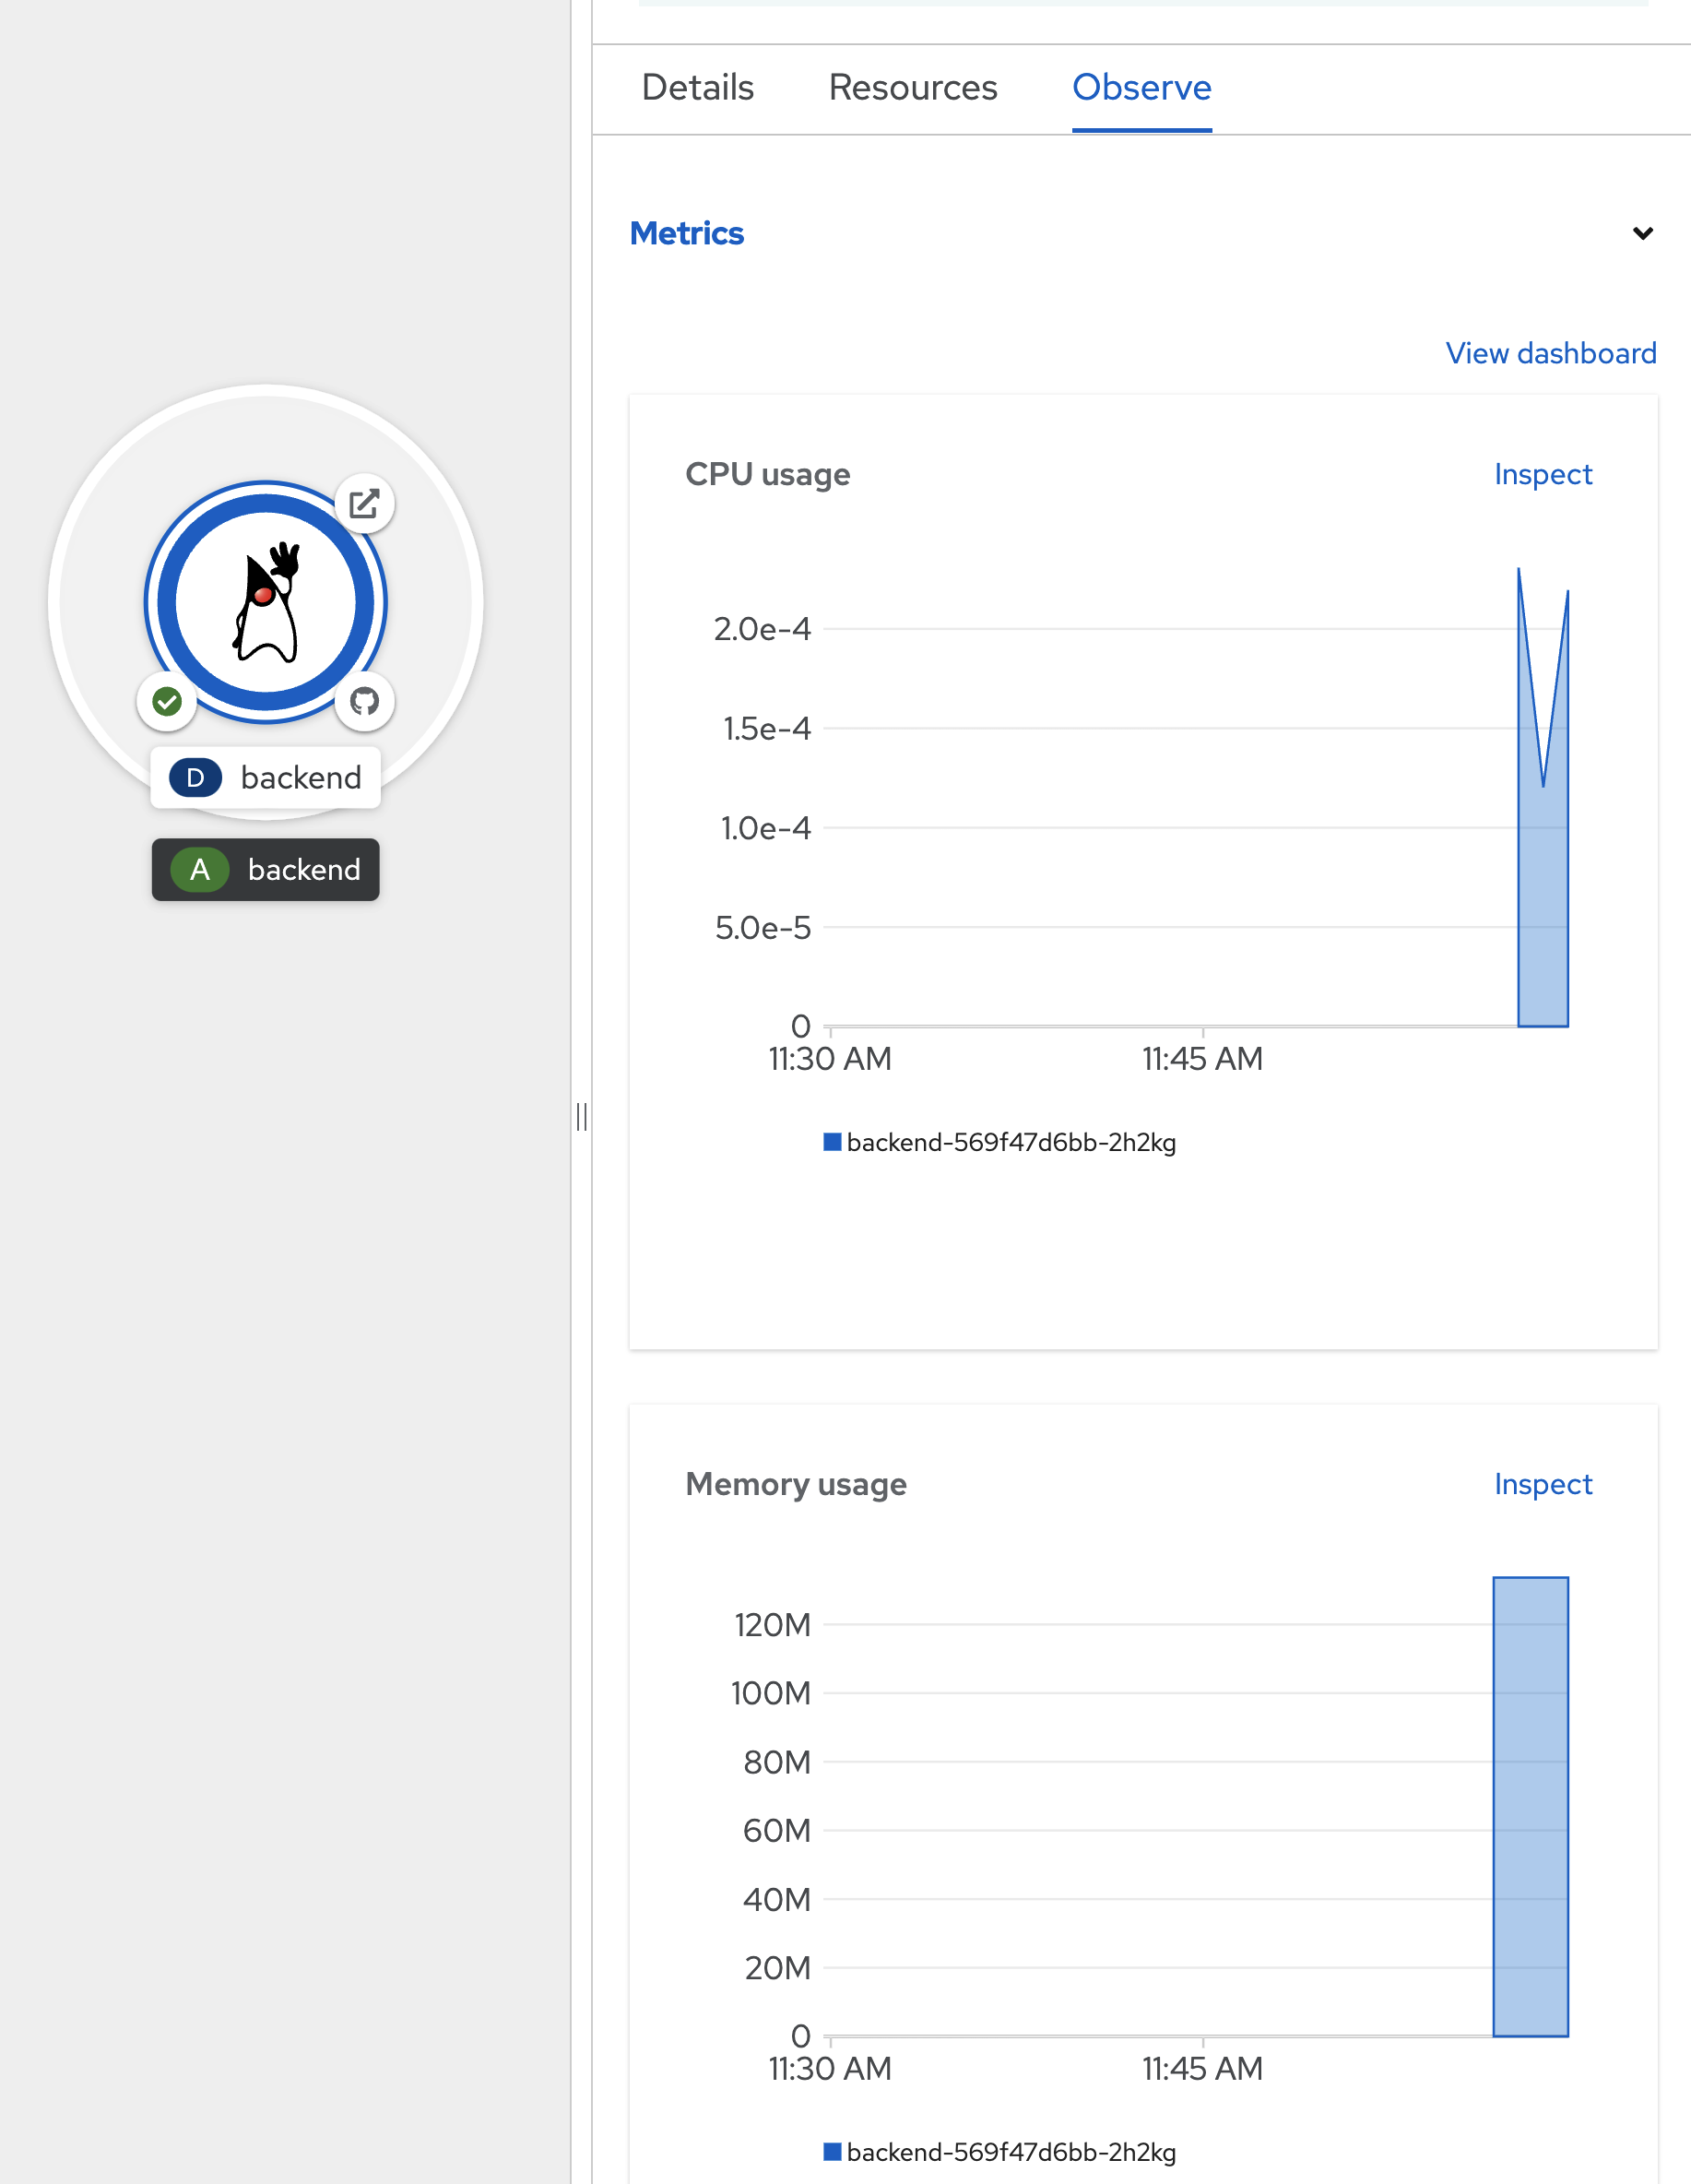 Details Resources Observe
Metrics
View dashboard
CPU usage Inspect
2.0e-4
1.5e-4
1.0e-4
5.0e-5
0
11:30 AM 11:45 AM
backend-569f47d6bb-2h2kg
D backend
A backend
Memory usage Inspect
120M
100M
80M
60M
40M
20M
0
11:30 AM 11:45 AM
backend-569f47d6bb-2h2kg